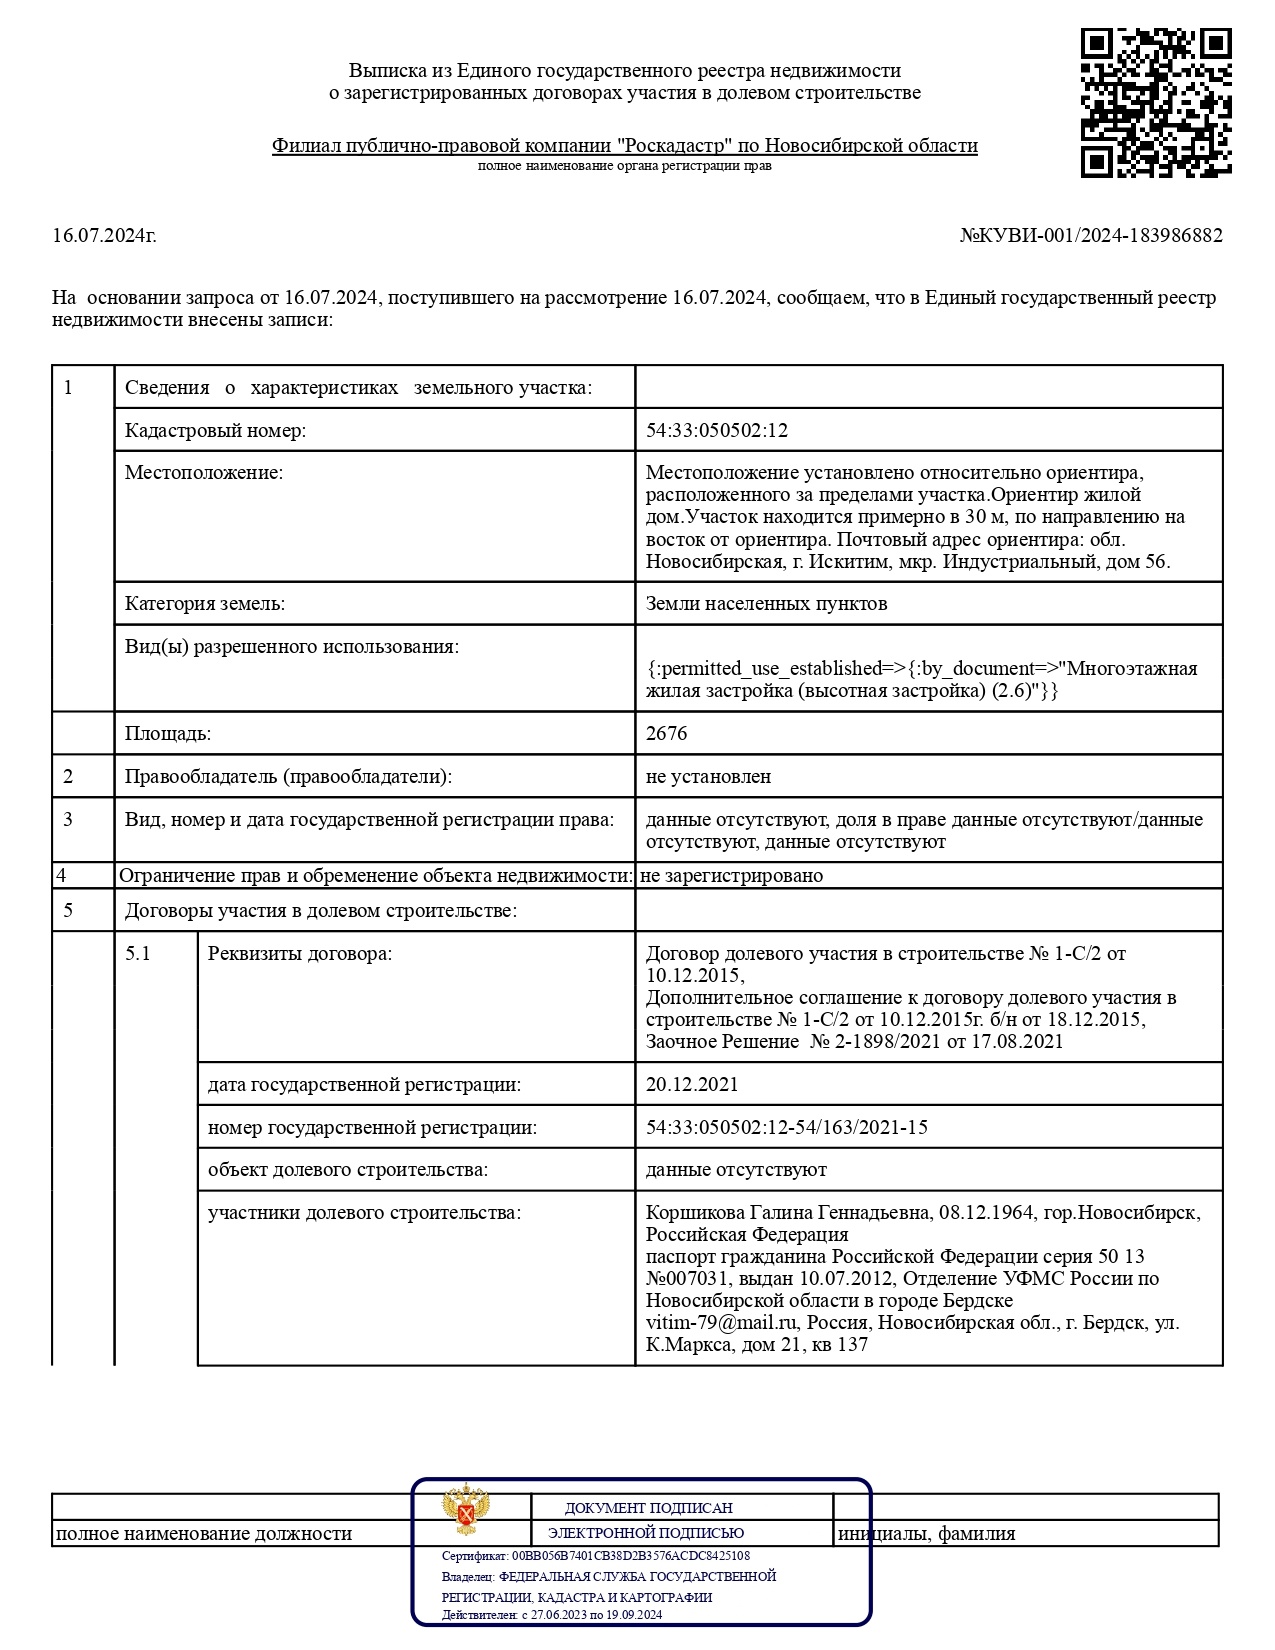 Выписка из Единого государственного реестра недвижимости
о зарегистрированных договорах участия в долевом строительстве
Филиал публично-правовой компании "Роскадастр" по Новосибирской области
полное наименование органа регистрации прав
16.07.2024г.
№КУВИ-001/2024-183986882
На основании запроса от 16.07.2024, поступившего на рассмотрение 16.07.2024, сообщаем, что в Единый государственный реестр
недвижимости внесены записи:
1
Сведения о характеристиках земельного участка:
Кадастровый номер:
54:33:050502:12
Местоположение:
Местоположение установлено относительно ориентира,
расположенного за пределами участка.Ориентир жилой
дом.Участок находится примерно в 30 м, по направлению на
восток от ориентира. Почтовый адрес ориентира: обл.
Новосибирская, г. Искитим, мкр. Индустриальный, дом 56.
Категория земель:
Земли населенных пунктов
Вид(ы) разрешенного использования:
{:permitted_use_established=>{:by_document=>"Многоэтажная
жилая застройка (высотная застройка) (2.6)"}}
Площадь:
2676
2
Правообладатель (правообладатели):
не установлен
3
Вид, номер и дата государственной регистрации права:
данные отсутствуют, доля в праве данные отсутствуют/данные
отсутствуют, данные отсутствуют
4
Ограничение прав и обременение объекта недвижимости:
не зарегистрировано
5
Договоры участия в долевом строительстве:
5.1
Реквизиты договора:
Договор долевого участия в строительстве № 1-С/2 от
10.12.2015,
Дополнительное соглашение к договору долевого участия в
строительстве № 1-С/2 от 10.12.2015г. б/н от 18.12.2015,
Заочное Решение № 2-1898/2021 от 17.08.2021
дата государственной регистрации:
20.12.2021
номер государственной регистрации:
54:33:050502:12-54/163/2021-15
объект долевого строительства:
данные отсутствуют
участники долевого строительства:
Коршикова Галина Геннадьевна, 08.12.1964, гор.Новосибирск,
Российская Федерация
паспорт гражданина Российской Федерации серия 50 13
№007031, выдан 10.07.2012, Отделение УФМС России по
Новосибирской области в городе Бердске
vitim-79@mail.ru, Россия, Новосибирская обл., г. Бердск, ул.
К.Маркса, дом 21, кв 137
ДОКУМЕНТ ПОДПИСАН
полное наименование должности
ЭЛЕКТРОННОЙ ПОДПИСЬЮ
инициалы, фамилия
Сертификат: 00BB056B7401CB38D2B3576ACDC8425108
Владелец: ФЕДЕРАЛЬНАЯ СЛУЖБА ГОСУДАРСТВЕННОЙ
РЕГИСТРАЦИИ, КАДАСТРА И КАРТОГРАФИИ
Действителен: с 27.06.2023 по 19.09.2024